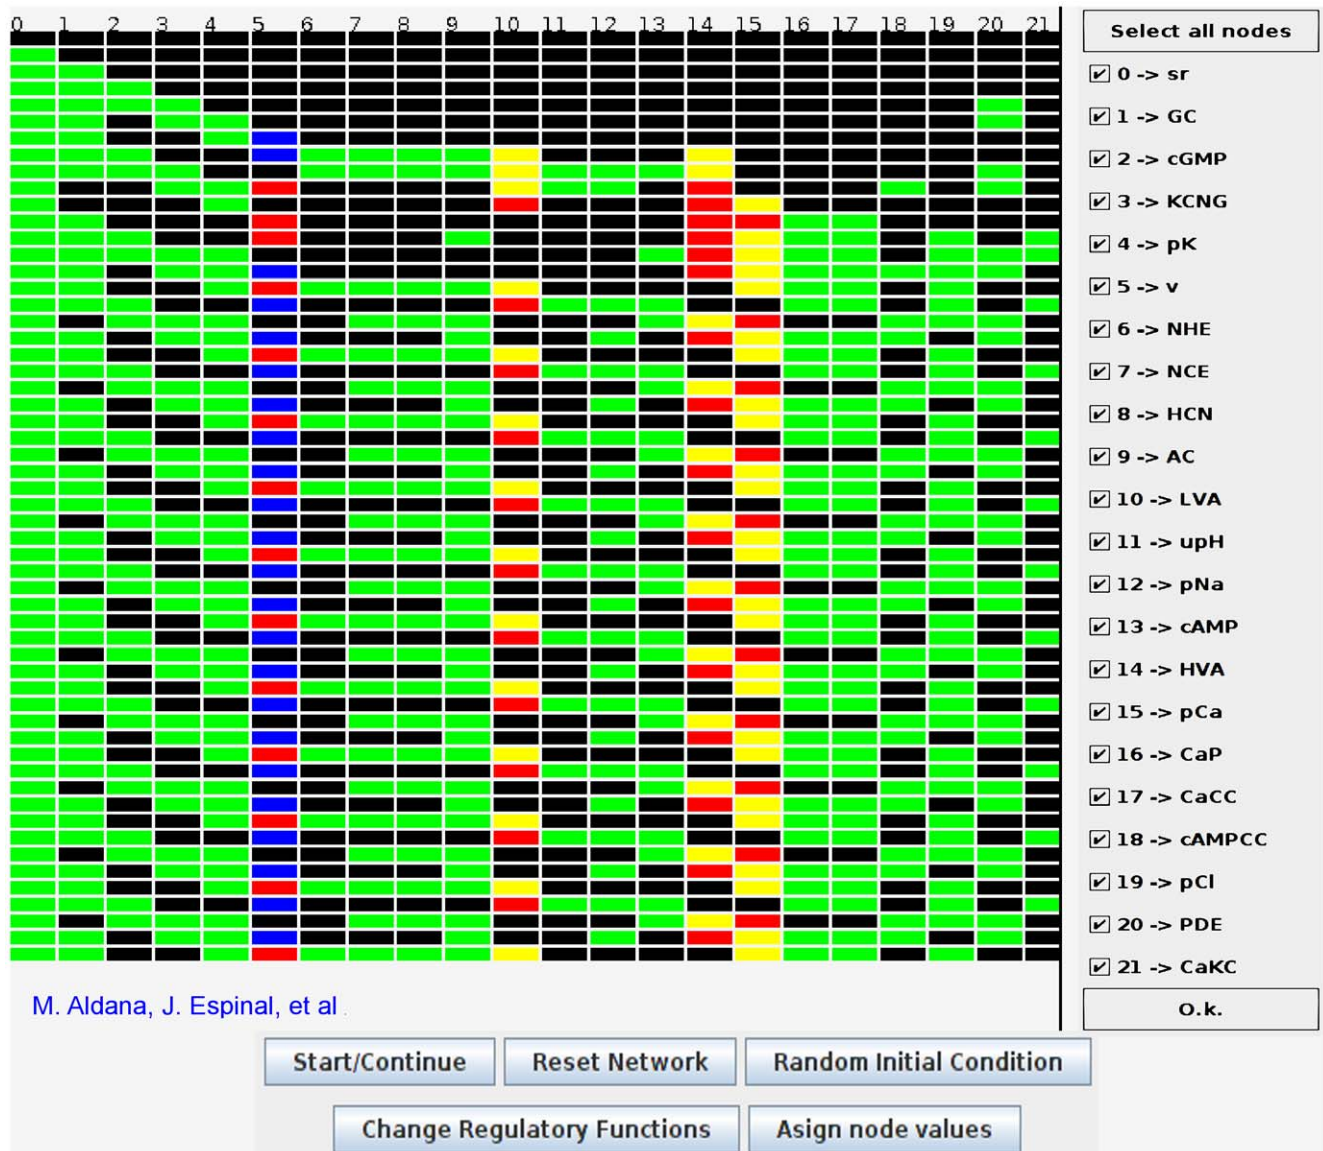 0 1 2 3 4 5 6 7 8 9 10 11 12 13 14 15 16 17 18 19 20 21
Select all nodes
0 -> sr
1 -> GC
2 -> cGMP
3 -> KCNG
4 -> pK
5 -> v
6 -> NHE
7 -> NCE
8 -> HCN
9 -> AC
10 -> LVA
11 -> upH
12 -> pNa
13 -> cAMP
14 -> HVA
15 -> pCa
16 -> CaP
17 -> CaCC
18 -> cAMPCC
19 -> pCl
20 -> PDE
21 -> CaKC
O.k.
M. Aldana, J. Espinal, et al.
Start/Continue Reset Network Random Initial Condition
Change Regulatory Functions Asign node values